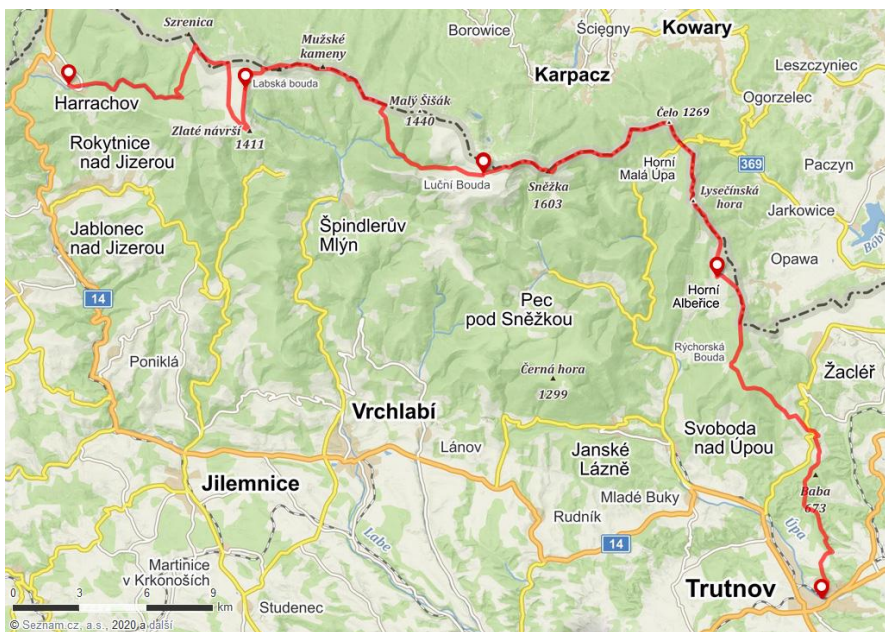 Szrenica
Mužské
kameny
Borowice
Ścięgny
Kowary
Karpacz
Leszczyniec
Harrachov
Labská bouda
Malý Šišák
1440
Čelo 1269
Ogorzelec
Rokytnice
nad Jizerou
Zlaté návrší
1411
Luční Bouda
Sněžka
1603
Horní
Malá Úpa
369
Paczyn
Lysečinská
hora
Jarkowice
Jablonec
nad Jizerou
Špindlerův
Mlýn
Opawa
Horní
Albeřice
14
Pec
pod Sněžkou
Rýchorská
Bouda
Poniklá
Černá hora
1299
Žacléř
Vrchlabí
Svoboda
nad Úpou
Lánov
Janské
Lázně
Jilemnice
Mladé Buky
Baba
673
Rudník
Labe
Úpa
14
Martinice
v Krkonoších
Trutnov
0 3 6 9
km
Studenec
© Seznam.cz, a.s., 2020 a další